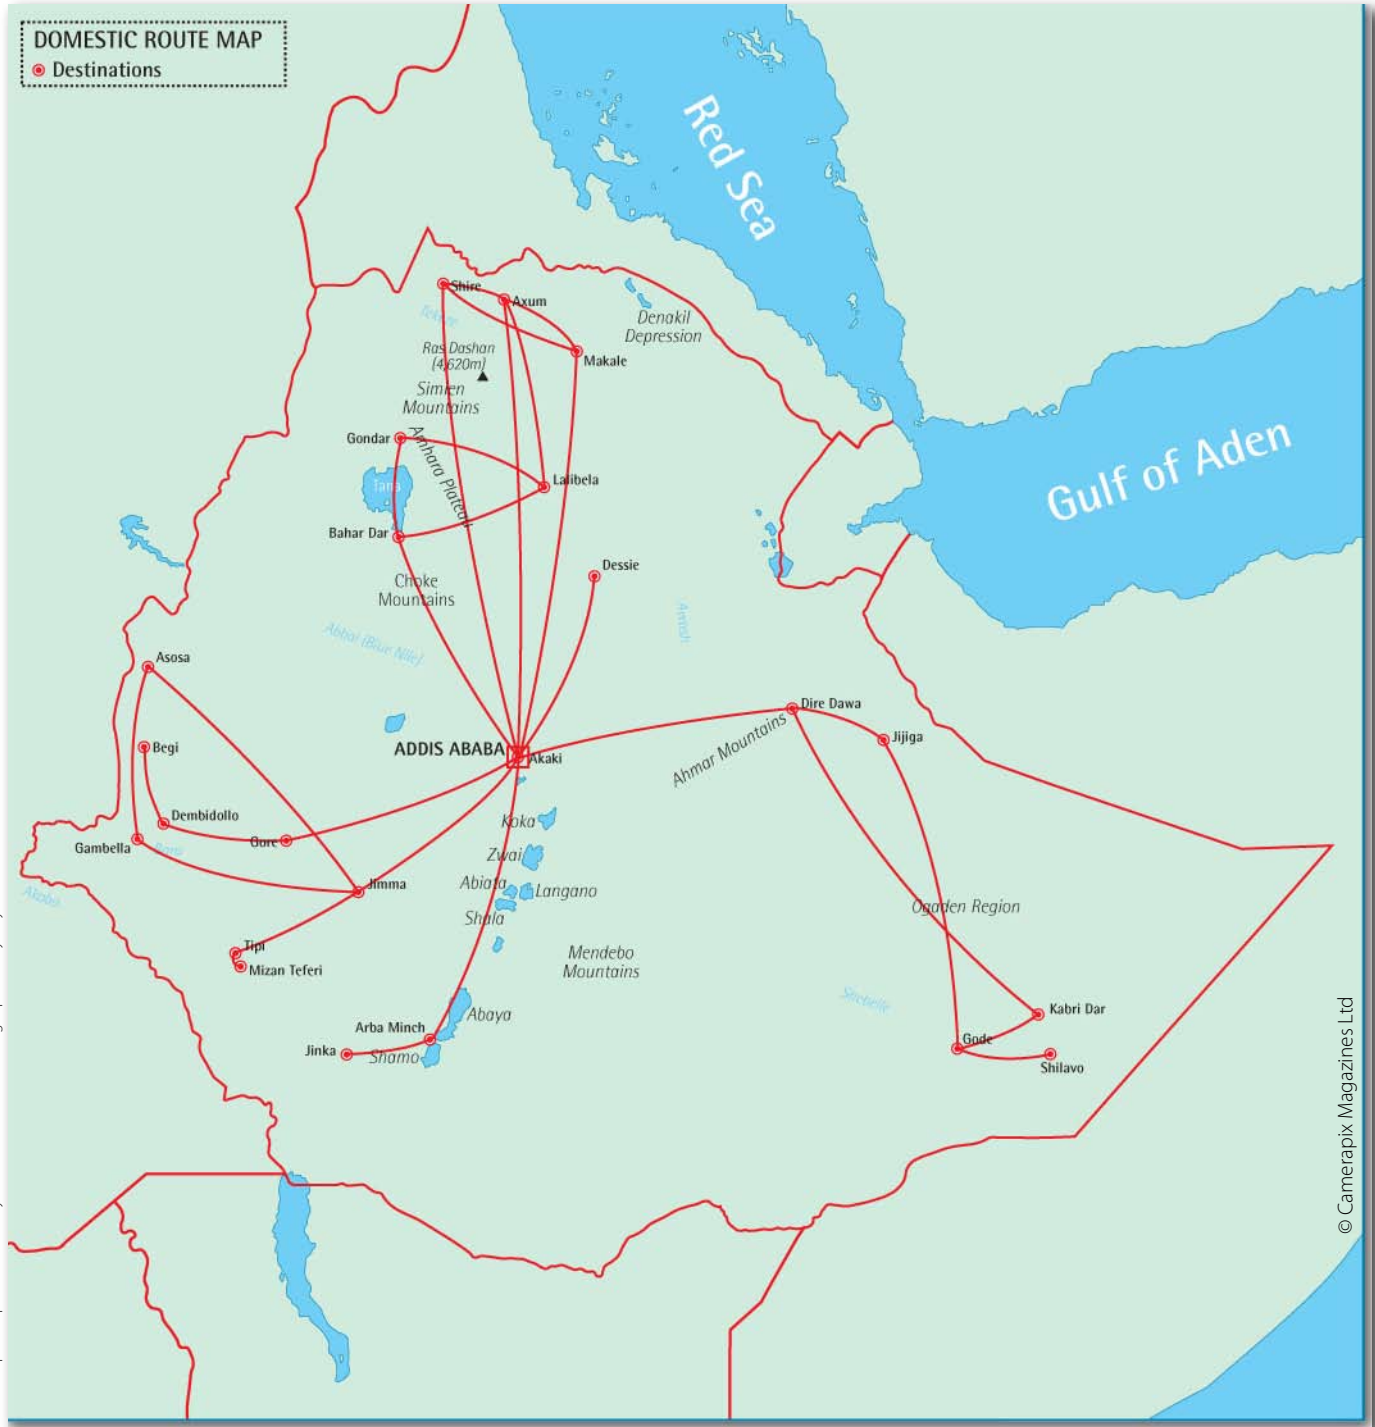 DOMESTIC ROUTE MAP
Destinations
Red Sea
Gulf of Aden
Shire
Axum
Denakil
Depression
Ras Dashan
(4,620m)
Makale
Simien
Mountains
Gondar
Amhara Plateau
Tana
Lalibela
Bahar Dar
Dessie
Choke
Mountains
Abbai (Blue Nile)
Awash
Asosa
Dire Dawa
Ahmar Mountains
Jijiga
ADDIS ABABA
Akaki
Begi
Dembidollo
Koka
Gore
Gambella
Zwai
Jimma
Abiata
Langano
Akobo
Ogaden Region
Shala
Tipi
Mizan Teferi
Mendebo
Mountains
Shebelle
Abaya
Kabri Dar
Arba Minch
Jinka
Shamo
Gode
Shilavo
© Camerapix Magazines Ltd